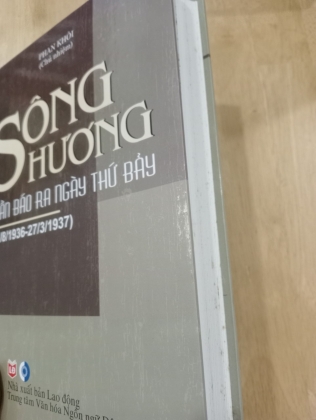 PHAN KHÔI
(Chủ nhiệm)
SÔNG
HƯƠNG
BÁO RA NGÀY THỨ BẢY
/8/1936-27/3/1937)
Nhà xuất bản Lao động
Trung tâm Văn hóa Ngôn ngữ